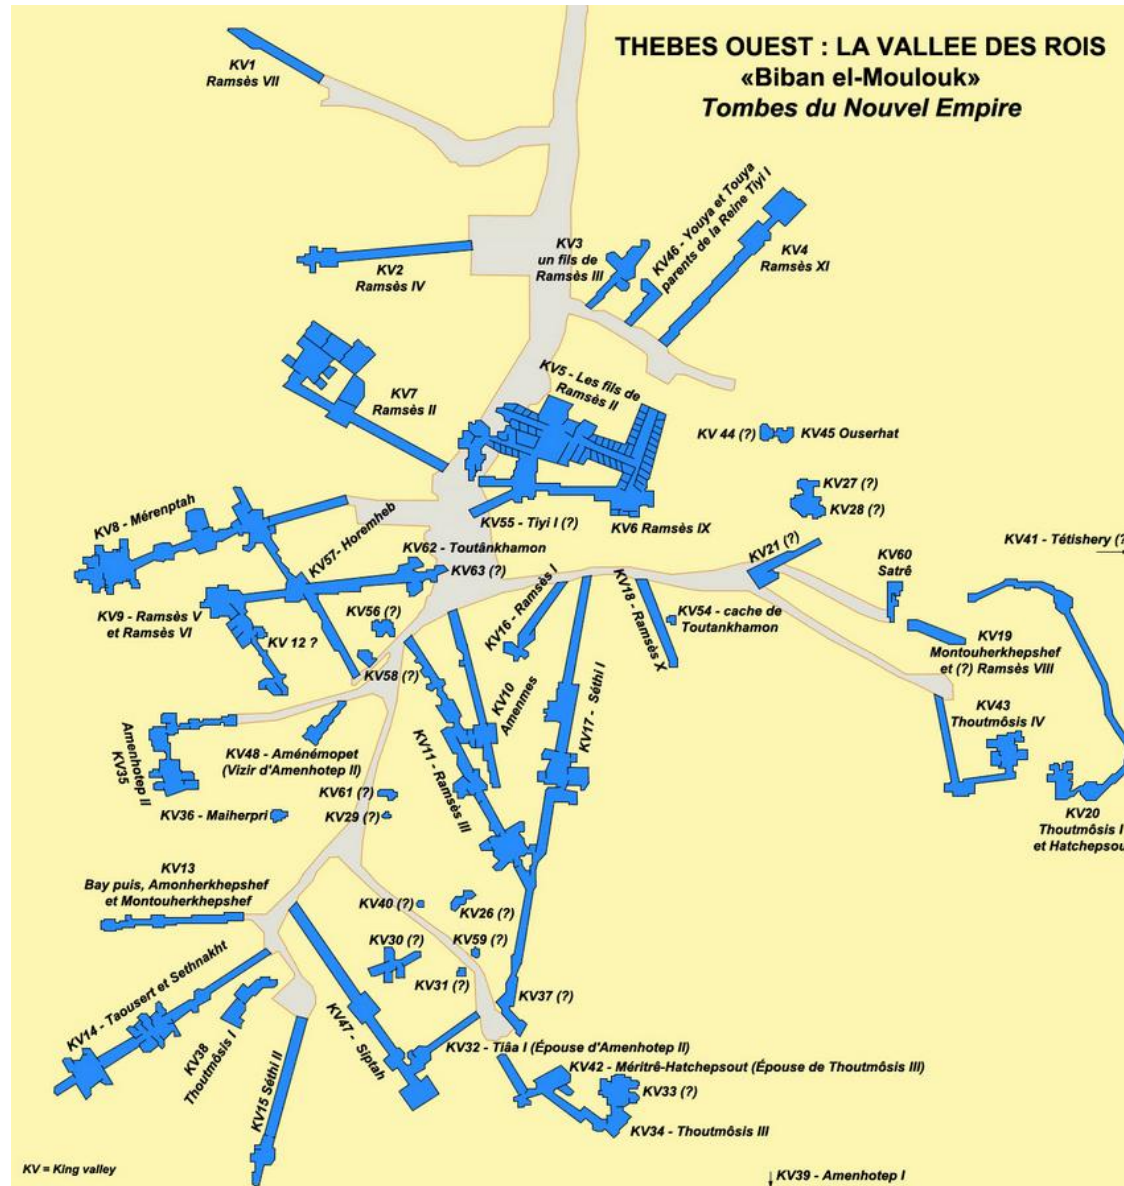 THEBES OUEST : LA VALLEE DES ROIS
«Biban el-Moulouk»
Tombes du Nouvel Empire
KV1
Ramsès VII
KV2
Ramsès IV
KV3
un fils de
Ramsès III
KV46 - Youya et Touya
parents de la Reine Tiyi I
KV4
Ramsès XI
KV7
Ramsès II
KV5 - Les fils de
Ramsès II
KV 44 (?)
KV45 Ouserhat
KV27 (?)
KV28 (?)
KV8 - Mérenptah
KV57- Horemheb
KV55 - Tiyi I (?)
KV6 Ramsès IX
KV62 - Toutânkhamon
KV63 (?)
KV21 (?)
KV60
Satrê
KV41 - Tétishery (?
KV9 - Ramsès V
et Ramsès VI
KV56 (?)
KV 12 ?
KV58 (?)
KV16 - Ramsès I
KV18 - Ramsès X
KV54 - cache de
Toutankhamon
KV19
Montouherkhepshef
et (?) Ramsès VIII
Amenhotep II
KV35
KV48 - Aménémopet
(Vizir d'Amenhotep II)
KV10
Amenmes
KV11 - Ramsès III
KV17 - Séthi I
KV43
Thoutmôsis IV
KV61 (?)
KV36 - Maiherpri
KV29 (?)
KV20
Thoutmôsis I
et Hatchepsou
KV13
Bay puis, Amonherkhepshef
et Montouherkhepshef
KV40 (?)
KV26 (?)
KV30 (?)
KV59 (?)
KV31 (?)
KV37 (?)
KV14 - Taousert et Sethnakht
KV38
Thoutmôsis I
KV47 - Siptah
KV15 Séthi II
KV32 - Tiâa I (Épouse d'Amenhotep II)
KV42 - Méritrê-Hatchepsout (Épouse de Thoutmôsis III)
KV33 (?)
KV34 - Thoutmôsis III
KV = King valley
KV39 - Amenhotep I